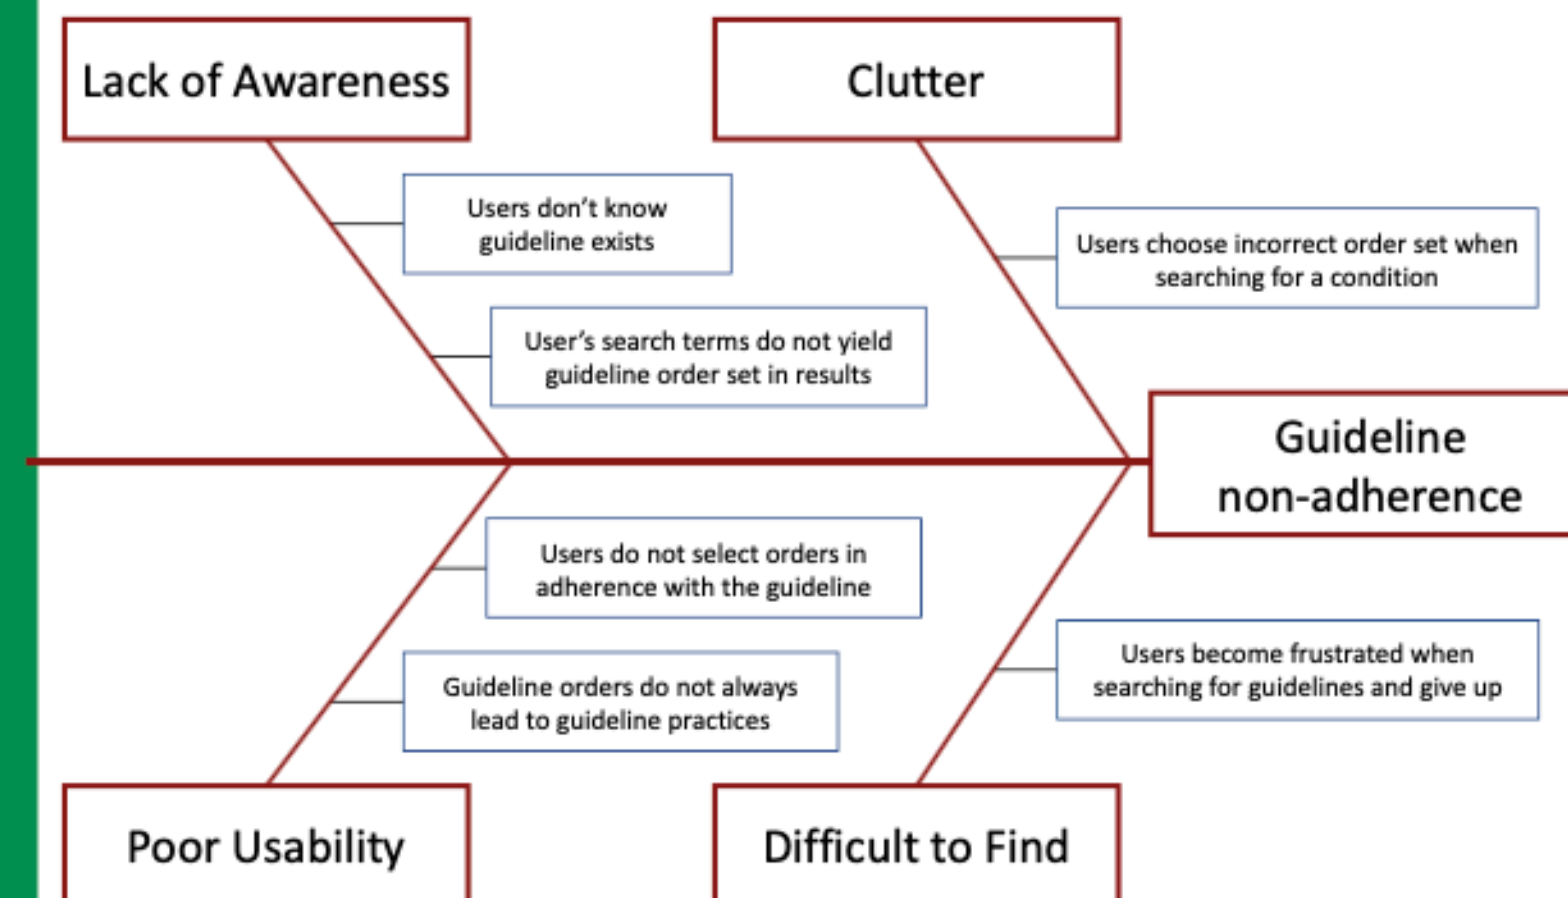 Lack of Awareness
Clutter
Users don’t know
guideline exists
Users choose incorrect order set when
searching for a condition
User’s search terms do not yield
guideline order set in results
Guideline
non-adherence
Users do not select orders in
adherence with the guideline
Users become frustrated when
searching for guidelines and give up
Guideline orders do not always
lead to guideline practices
Poor Usability
Difficult to Find